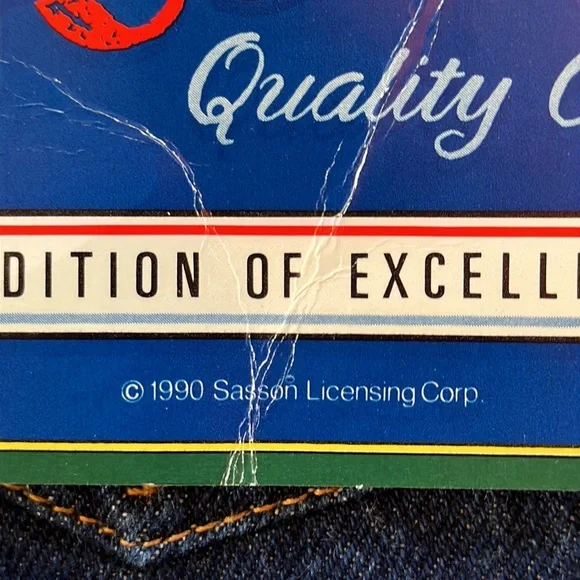 Quality
DITION OF EXCELL
© 1990 Sasson Licensing Corp.